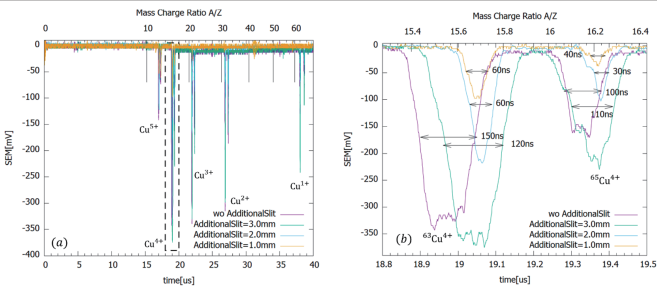 Mass Charge Ratio A/Z
0 10 20 30 40 50 60
0
-50
-100
-150
-200
-250
-300
-350
-400
SEM[mV]
Cu5+
Cu4+
Cu3+
Cu2+
Cu1+
wo AdditionalSlit
AdditionalSlit=3.0mm
AdditionalSlit=2.0mm
AdditionalSlit=1.0mm
(a)
0 5 10 15 20 25 30 35 40
time[us]
Mass Charge Ratio A/Z
15.4 15.6 15.8 16 16.2 16.4
0
-50
-100
-150
-200
-250
-300
-350
SEM[mV]
40ns
60ns
30ns
100ns
60ns
110ns
150ns
120ns
65Cu4+
63Cu4+
wo AdditionalSlit
AdditionalSlit=3.0mm
AdditionalSlit=2.0mm
AdditionalSlit=1.0mm
(b)
18.8 18.9 19 19.1 19.2 19.3 19.4 19.5
time[us]